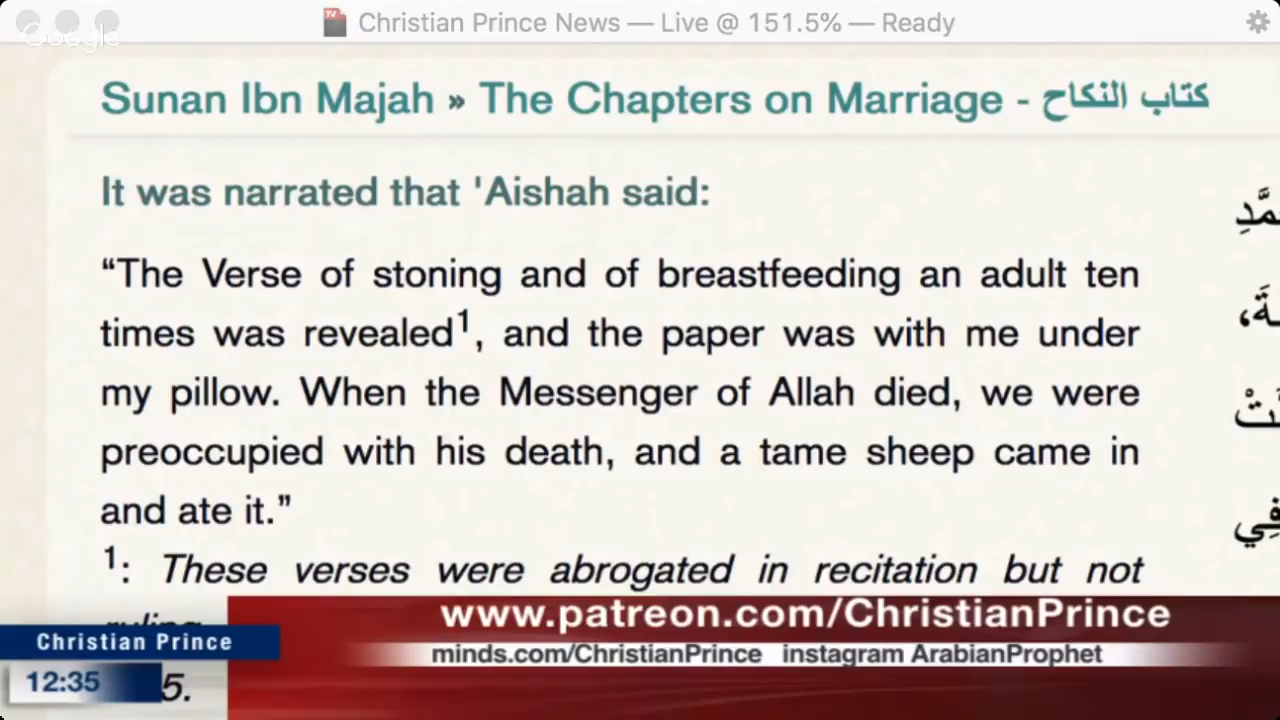 Christian Prince News — Live @ 151.5% — Ready
Google
Sunan Ibn Majah » The Chapters on Marriage - كتاب النكاح
It was narrated that 'Aishah said:
“The Verse of stoning and of breastfeeding an adult ten
times was revealed1, and the paper was with me under
my pillow. When the Messenger of Allah died, we were
preoccupied with his death, and a tame sheep came in
and ate it.”
1: These verses were abrogated in recitation but not
www.patreon.com/ChristianPrince
Christian Prince
minds.com/ChristianPrince instagram ArabianProphet
12:35
5.